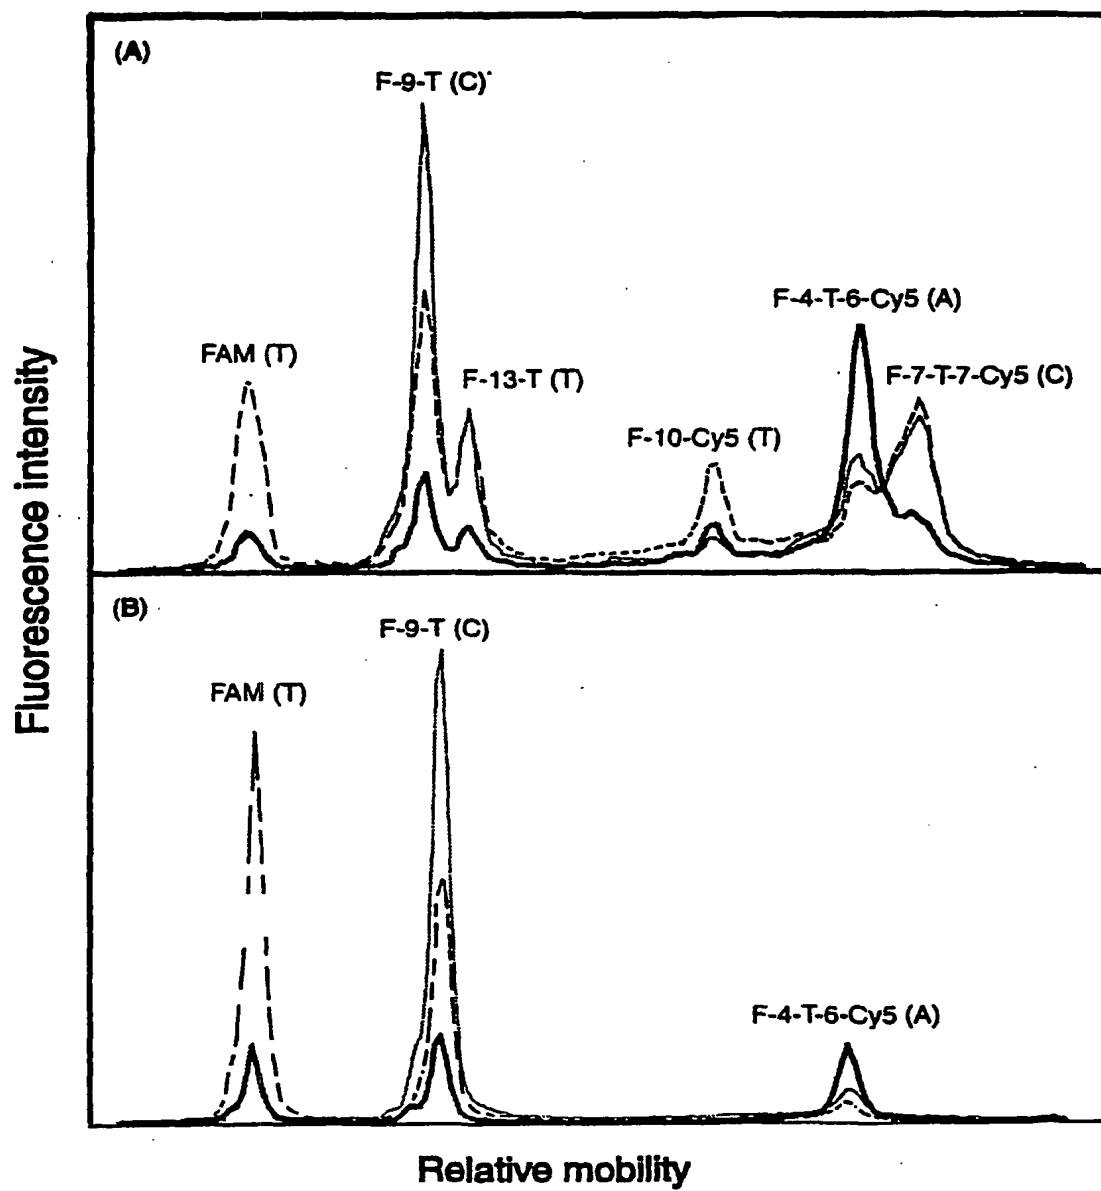 (A)
F-9-T (C)
F-4-T-6-Cy5 (A)
FAM (T)
F-13-T (T)
F-7-T-7-Cy5 (C)
F-10-Cy5 (T)
Fluorescence intensity
(B)
F-9-T (C)
FAM (T)
F-4-T-6-Cy5 (A)
Relative mobility